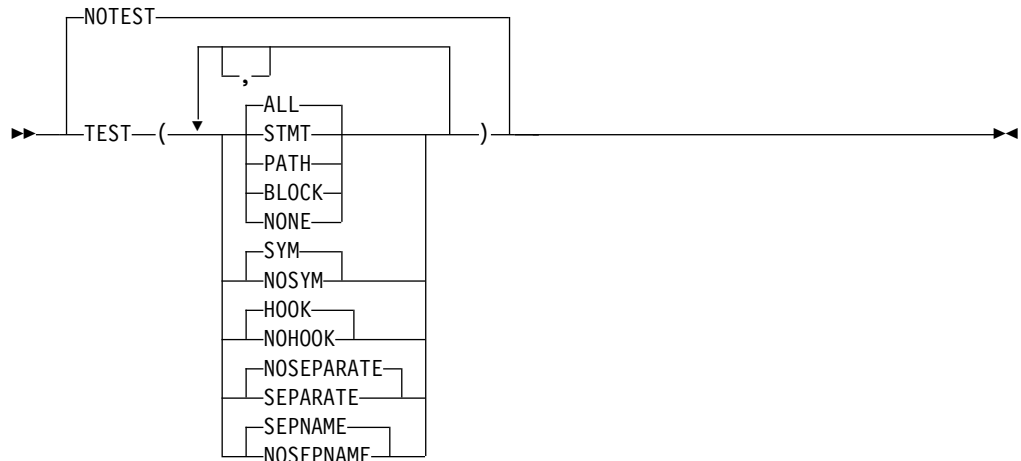 NOTEST
,
ALL
TEST ( STMT )
PATH
BLOCK
NONE
SYM
NOSYM
HOOK
NOHOOK
NOSEPARATE
SEPARATE
SEPNAME
NOSEPNAME